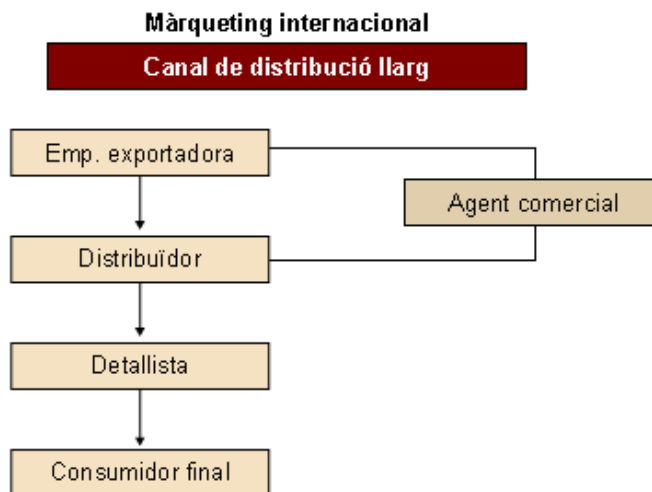 Màrqueting internacional
Canal de distribució llarg
Emp. exportadora
Agent comercial
Distribuïdor
Detallista
Consumidor final